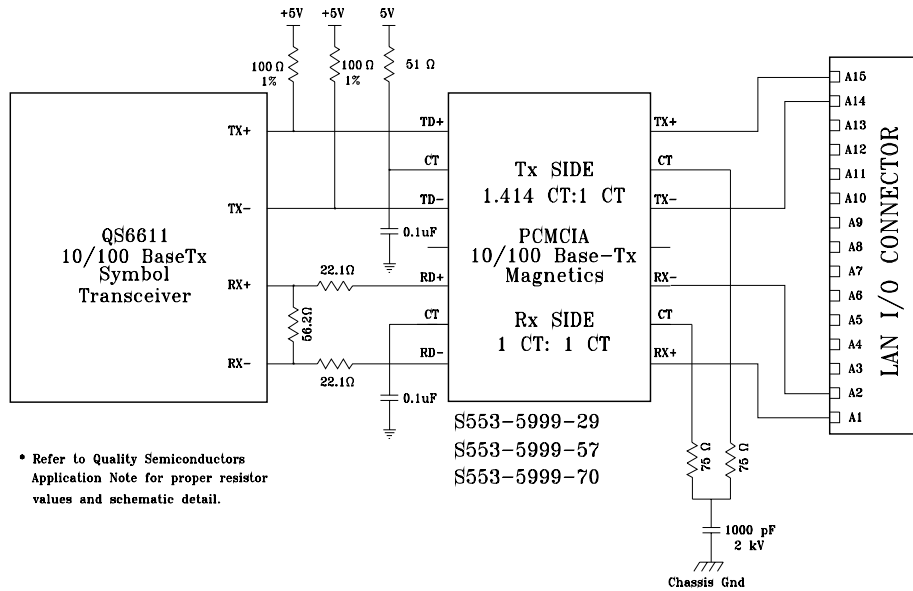 +5V +5V 5V
100 Ω 1%
100 Ω 1%
51 Ω
TX+
TX-
RX+
RX-
QS6611
10/100 BaseTx
Symbol
Transceiver
22.1Ω
56.2Ω
22.1Ω
0.1uF
0.1uF
TD+
CT
TD-
RD+
CT
RD-
Tx SIDE
1.414 CT:1 CT
PCMCIA
10/100 Base-Tx
Magnetics
Rx SIDE
1 CT: 1 CT
TX+
CT
TX-
RX-
CT
RX+
S553-5999-29
S553-5999-57
S553-5999-70
75 Ω
75 Ω
1000 pF
2 kV
Chassis Gnd
A15
A14
A13
A12
A11
A10
A9
A8
A7
A6
A5
A4
A3
A2
A1
LAN I/O CONNECTOR
* Refer to Quality Semiconductors
Application Note for proper resistor
values and schematic detail.